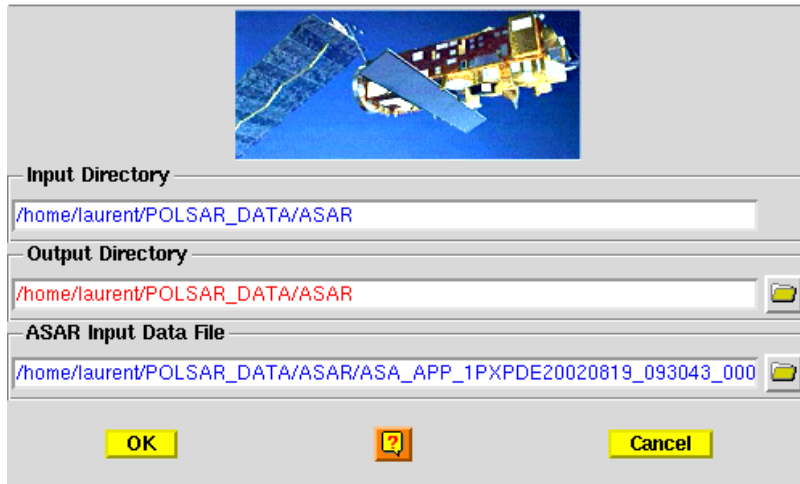 Input Directory
/home/laurent/POLSAR_DATA/ASAR
Output Directory
/home/laurent/POLSAR_DATA/ASAR
ASAR Input Data File
/home/laurent/POLSAR_DATA/ASAR/ASA_APP_1PXPDE20020819_093043_000
OK
?
Cancel